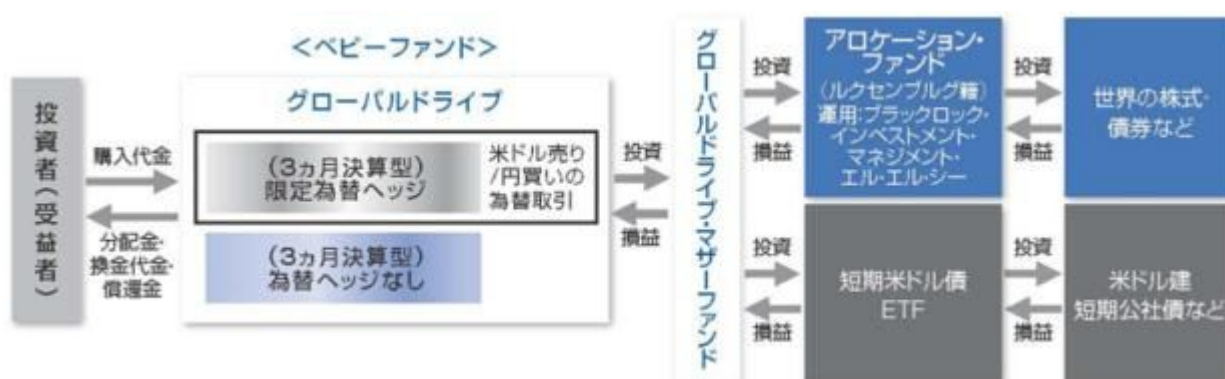 <ベビーファンド>
グローバルドライブ
投資者(受益者)
購入代金
分配金・
換金代金・
償還金
(3ヵ月決算型)
限定為替ヘッジ
米ドル売り
/円買いの
為替取引
(3ヵ月決算型)
為替ヘッジなし
投資
損益
グローバルドライブ・マザーファンド
投資
損益
アロケーション・
ファンド
(ルクセンブルグ籍)
運用:ブラックロック・
インベストメント・
マネジメント・
エル・エル・シー
投資
損益
世界の株式・
債券など
投資
損益
短期米ドル債
ETF
投資
損益
米ドル建
短期公社債など